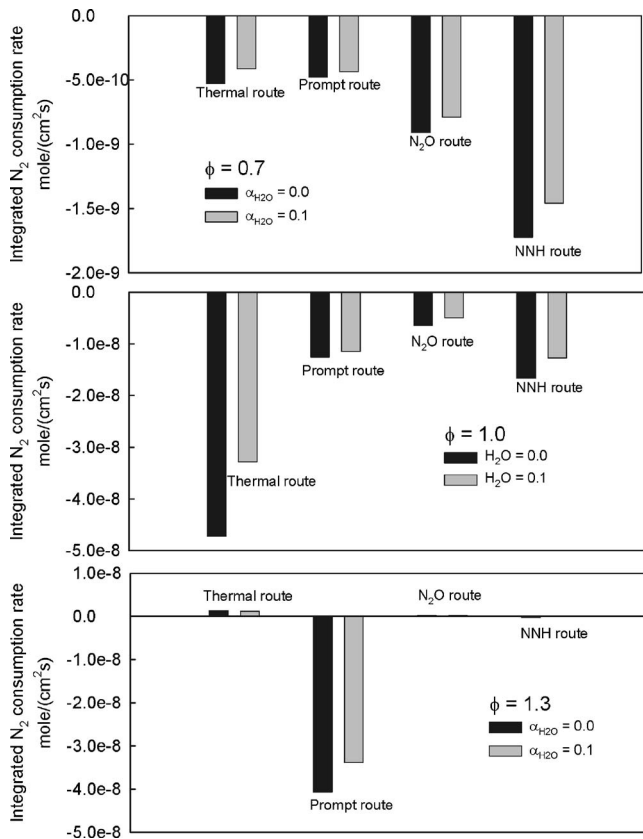 0.0
-5.0e-10
-1.0e-9
-1.5e-9
-2.0e-9
Integrated N₂ consumption rate
mole/(cm²s)
Thermal route
Prompt route
N₂O route
NNH route
ϕ = 0.7
α_H2O = 0.0
α_H2O = 0.1
0.0
-1.0e-8
-2.0e-8
-3.0e-8
-4.0e-8
-5.0e-8
Integrated N₂ consumption rate
mole/(cm²s)
Thermal route
Prompt route
N₂O route
NNH route
ϕ = 1.0
H₂O = 0.0
H₂O = 0.1
1.0e-8
0.0
-1.0e-8
-2.0e-8
-3.0e-8
-4.0e-8
-5.0e-8
Integrated N₂ consumption rate
mole/(cm²s)
Thermal route
Prompt route
N₂O route
NNH route
ϕ = 1.3
α_H2O = 0.0
α_H2O = 0.1